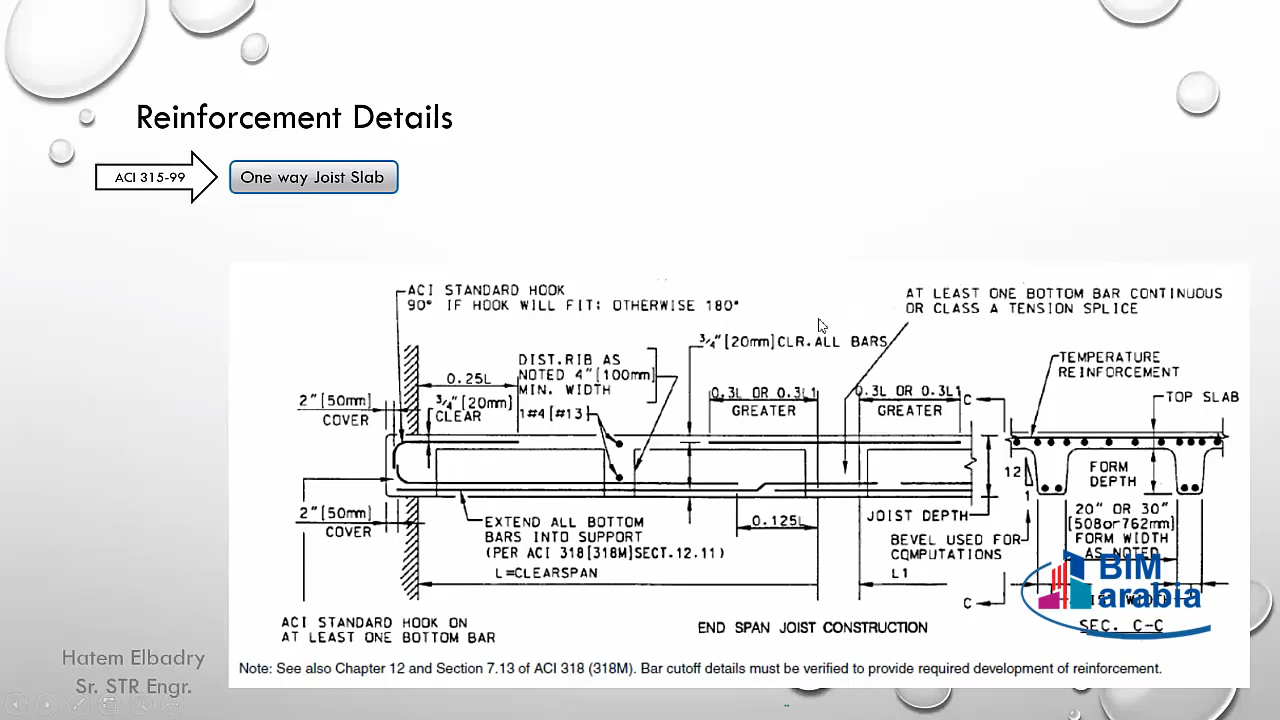 Reinforcement Details
ACI 315-99
One way Joist Slab
ACI STANDARD HOOK
90° IF HOOK WILL FIT: OTHERWISE 180°
AT LEAST ONE BOTTOM BAR CONTINUOUS
OR CLASS A TENSION SPLICE
3/4"[20mm]CLR.ALL BARS
DIST.RIB AS
NOTED 4"[100mm]
MIN. WIDTH
1#4[#13]
0.25L
3/4"[20mm]
CLEAR
2"[50mm]
COVER
0.3L OR 0.3L1
GREATER
0.3L OR 0.3L1
GREATER
C
TEMPERATURE
REINFORCEMENT
TOP SLAB
12
1
FORM
DEPTH
2"[50mm]
COVER
EXTEND ALL BOTTOM
BARS INTO SUPPORT
(PER ACI 318[318M]SECT.12.11)
0.125L
JOIST DEPTH
BEVEL USED FOR
COMPUTATIONS
20" OR 30"
[508or762mm]
FORM WIDTH
AS NOTED
L=CLEARSPAN
L1
BIM
arabia
C
SEC. C-C
ACI STANDARD HOOK ON
AT LEAST ONE BOTTOM BAR
END SPAN JOIST CONSTRUCTION
Note: See also Chapter 12 and Section 7.13 of ACI 318 (318M). Bar cutoff details must be verified to provide required development of reinforcement.
Hatem Elbadry
Sr. STR Engr.